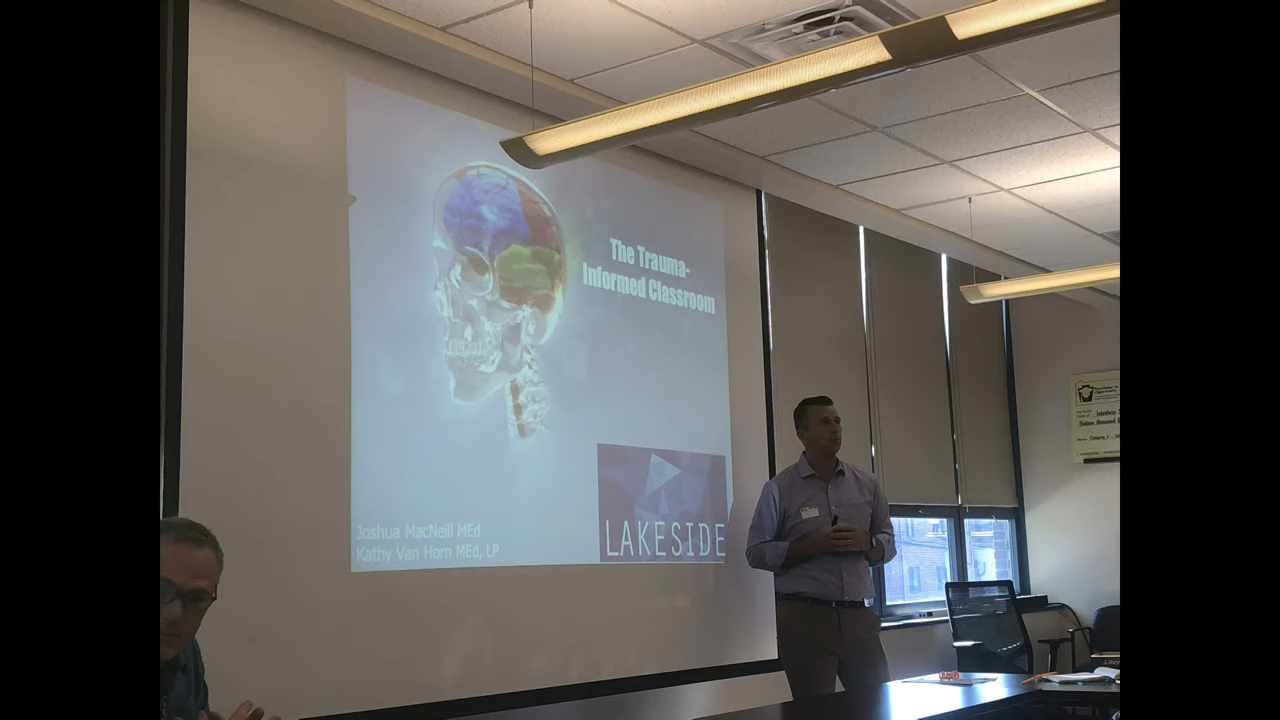 The Trauma-
Informed Classroom
Joshua MacNeill MEd
Kathy Van Horn MEd, LP
LAKESIDE